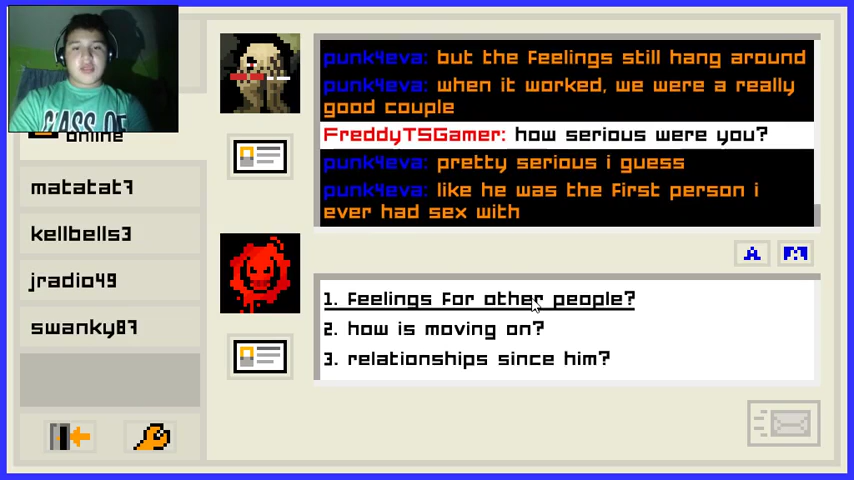 CLASS OF
online
matatat7
kellbells3
jradio49
swanky87
punk4eva: but the feelings still hang around
punk4eva: when it worked, we were a really
good couple
FreddyTSGamer: how serious were you?
punk4eva: pretty serious i guess
punk4eva: like he was the first person i
ever had sex with
A M
1. feelings for other people?
2. how is moving on?
3. relationships since him?